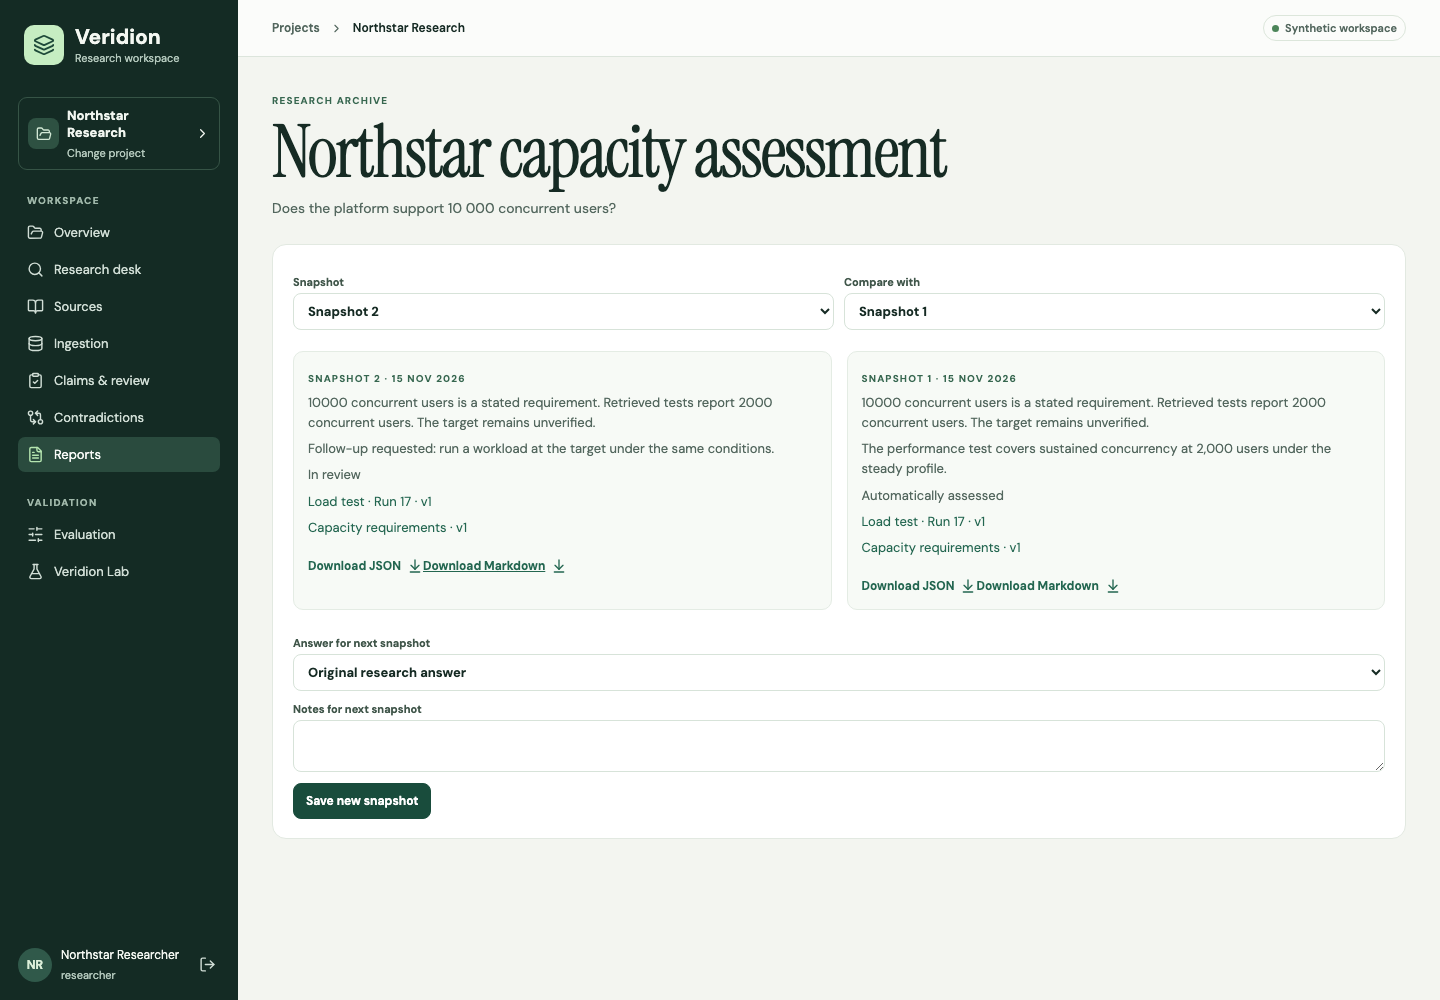 Veridion
Research workspace
Northstar
Research
Change project
WORKSPACE
Overview
Research desk
Sources
Ingestion
Claims & review
Contradictions
Reports
VALIDATION
Evaluation
Veridion Lab
NR
Northstar Researcher
researcher
Projects > Northstar Research
Synthetic workspace
RESEARCH ARCHIVE
Northstar capacity assessment
Does the platform support 10 000 concurrent users?
Snapshot
Snapshot 2
Compare with
Snapshot 1
SNAPSHOT 2 · 15 NOV 2026
10000 concurrent users is a stated requirement. Retrieved tests report 2000
concurrent users. The target remains unverified.
Follow-up requested: run a workload at the target under the same conditions.
In review
Load test · Run 17 · v1
Capacity requirements · v1
Download JSON Download Markdown
SNAPSHOT 1 · 15 NOV 2026
10000 concurrent users is a stated requirement. Retrieved tests report 2000
concurrent users. The target remains unverified.
The performance test covers sustained concurrency at 2,000 users under the
steady profile.
Automatically assessed
Load test · Run 17 · v1
Capacity requirements · v1
Download JSON Download Markdown
Answer for next snapshot
Original research answer
Notes for next snapshot
Save new snapshot